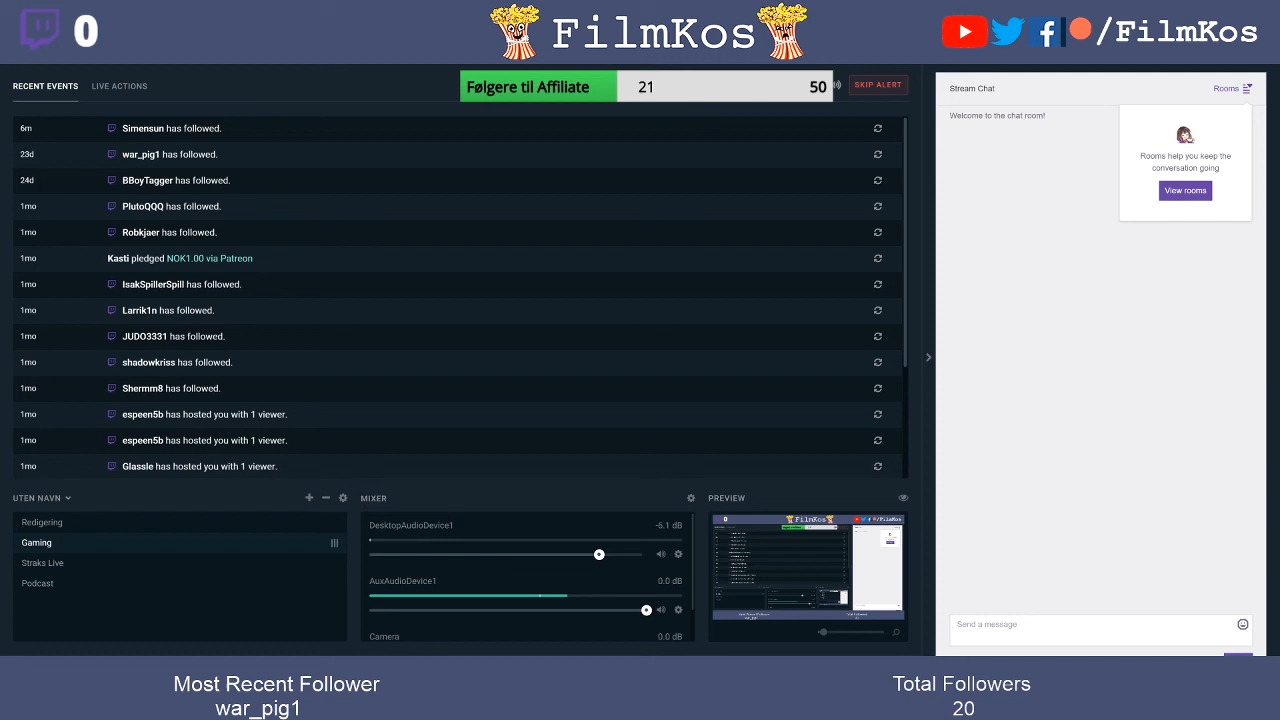 0
FilmKos
/FilmKos
RECENT EVENTS
LIVE ACTIONS
Følgere til Affiliate
21
50
SKIP ALERT
6m
Simensun has followed.
23d
war_pig1 has followed.
24d
BBoyTagger has followed.
1mo
PlutoQQQ has followed.
1mo
Robkjaer has followed.
1mo
Kasti pledged NOK1.00 via Patreon
1mo
IsakSpillerSpill has followed.
1mo
Larrik1n has followed.
1mo
JUDO3331 has followed.
1mo
shadowkriss has followed.
1mo
Shermm8 has followed.
1mo
espeen5b has hosted you with 1 viewer.
1mo
espeen5b has hosted you with 1 viewer.
1mo
Glassle has hosted you with 1 viewer.
Stream Chat
Rooms
Welcome to the chat room!
Rooms help you keep the
conversation going
View rooms
Send a message
UTEN NAVN
Redigering
Gaming
Straks Live
Podcast
MIXER
DesktopAudioDevice1
-6.1 dB
AuxAudioDevice1
0.0 dB
Camera
0.0 dB
PREVIEW
0
FilmKos
/FilmKos
Most Recent Follower
war_pig1
Total Followers
20